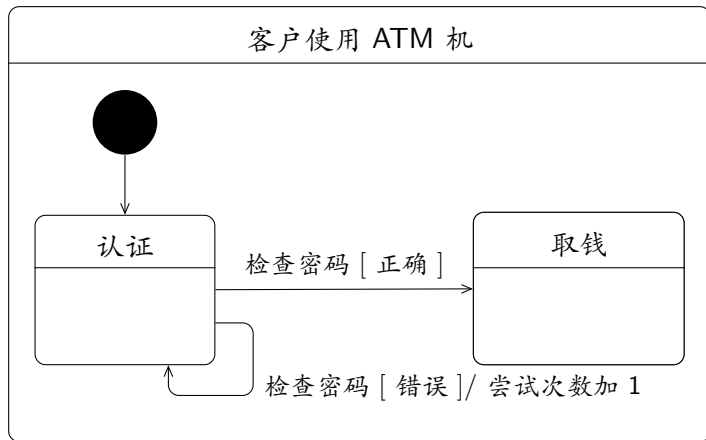 客户使用 ATM 机
认证
取钱
检查密码 [ 正确 ]
检查密码 [ 错误 ]/ 尝试次数加 1